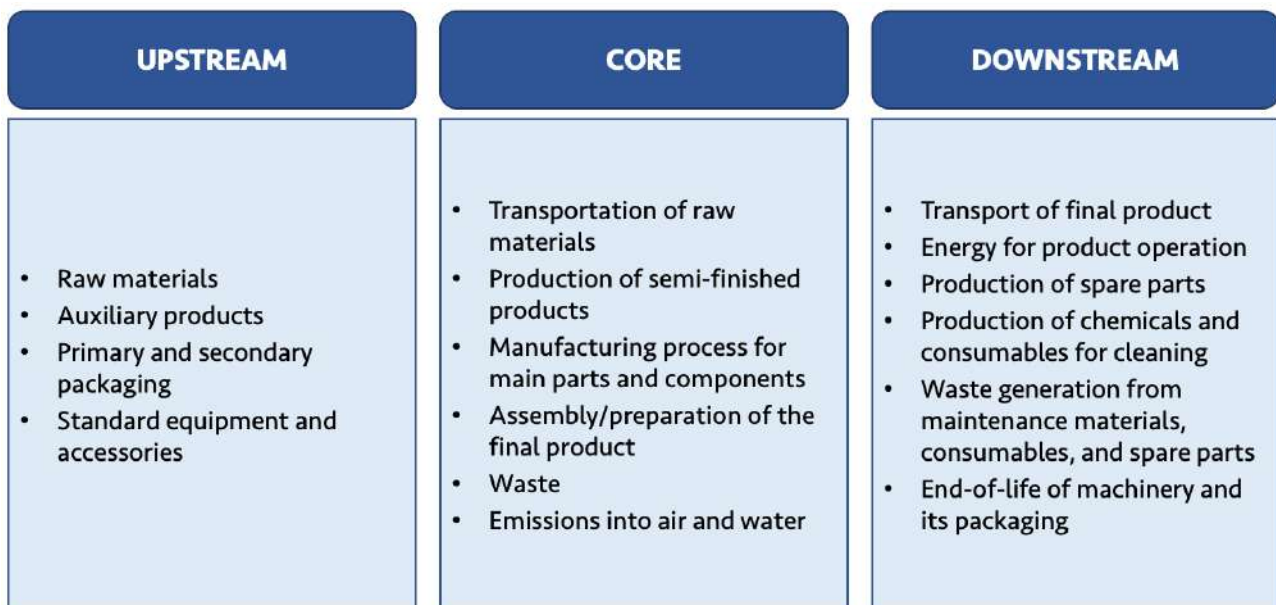 UPSTREAM
• Raw materials
• Auxiliary products
• Primary and secondary
packaging
• Standard equipment and
accessories
CORE
• Transportation of raw
materials
• Production of semi-finished
products
• Manufacturing process for
main parts and components
• Assembly/preparation of the
final product
• Waste
• Emissions into air and water
DOWNSTREAM
• Transport of final product
• Energy for product operation
• Production of spare parts
• Production of chemicals and
consumables for cleaning
• Waste generation from
maintenance materials,
consumables, and spare parts
• End-of-life of machinery and
its packaging